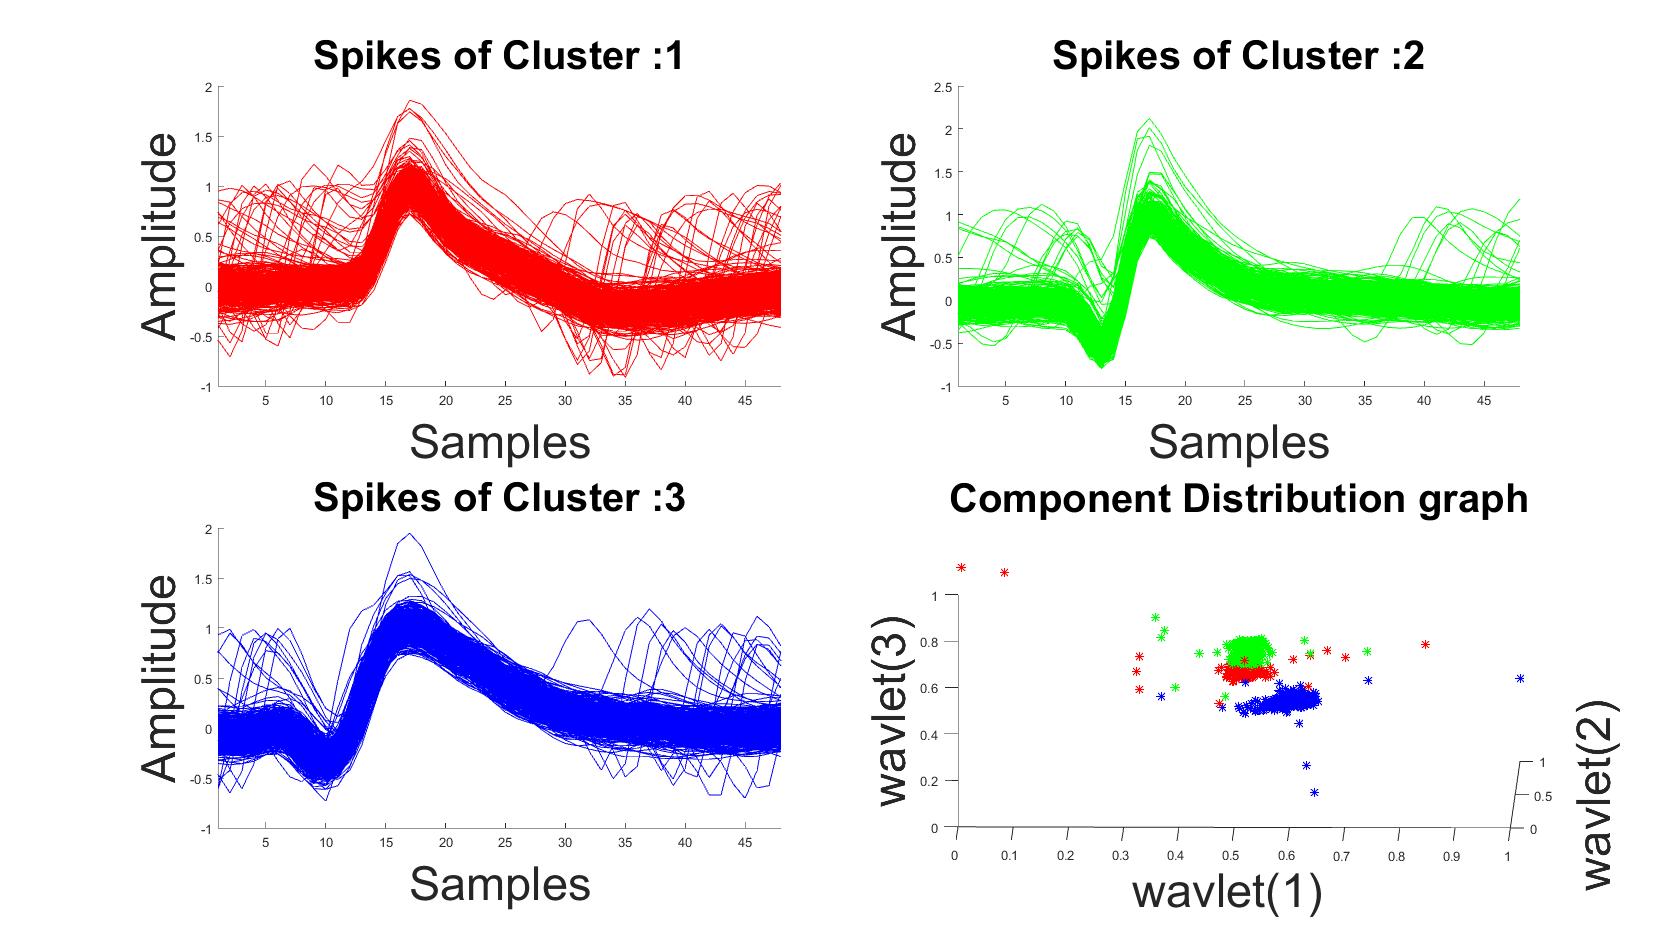 Spikes of Cluster :1
Amplitude
2
1.5
1
0.5
0
-0.5
-1
5 10 15 20 25 30 35 40 45
Samples
Spikes of Cluster :2
Amplitude
2.5
2
1.5
1
0.5
0
-0.5
-1
5 10 15 20 25 30 35 40 45
Samples
Spikes of Cluster :3
Amplitude
2
1.5
1
0.5
0
-0.5
-1
5 10 15 20 25 30 35 40 45
Samples
Component Distribution graph
wavlet(3)
1
0.8
0.6
0.4
0.2
0
0 0.1 0.2 0.3 0.4 0.5 0.6 0.7 0.8 0.9 1
wavlet(1)
1
0.5
0
wavlet(2)